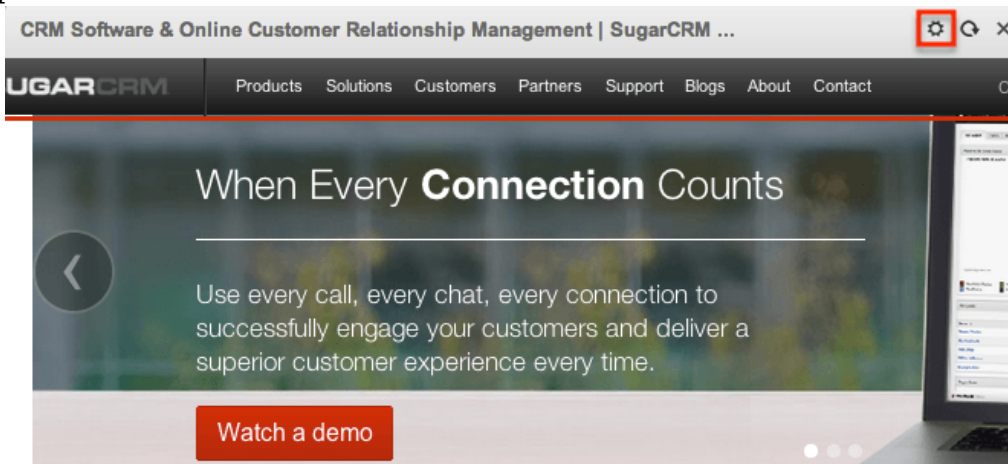 CRM Software & Online Customer Relationship Management | SugarCRM ...
UGARCRM
Products Solutions Customers Partners Support Blogs About Contact
When Every Connection Counts
Use every call, every chat, every connection to
successfully engage your customers and deliver a
superior customer experience every time.
Watch a demo